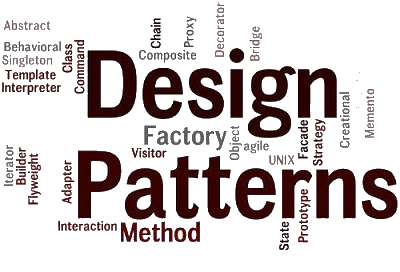 Abstract
Behavioral
Singleton
Template
Interpreter
Class
Command
Chain
Composite
Proxy
Decorator
Bridge
Design
Factory
Object
agile
Facade
Strategy
Creational
Memento
UNIX
Visitor
Iterator
Builder
Flyweight
Adapter
Patterns
Interaction
Method
State
Prototype